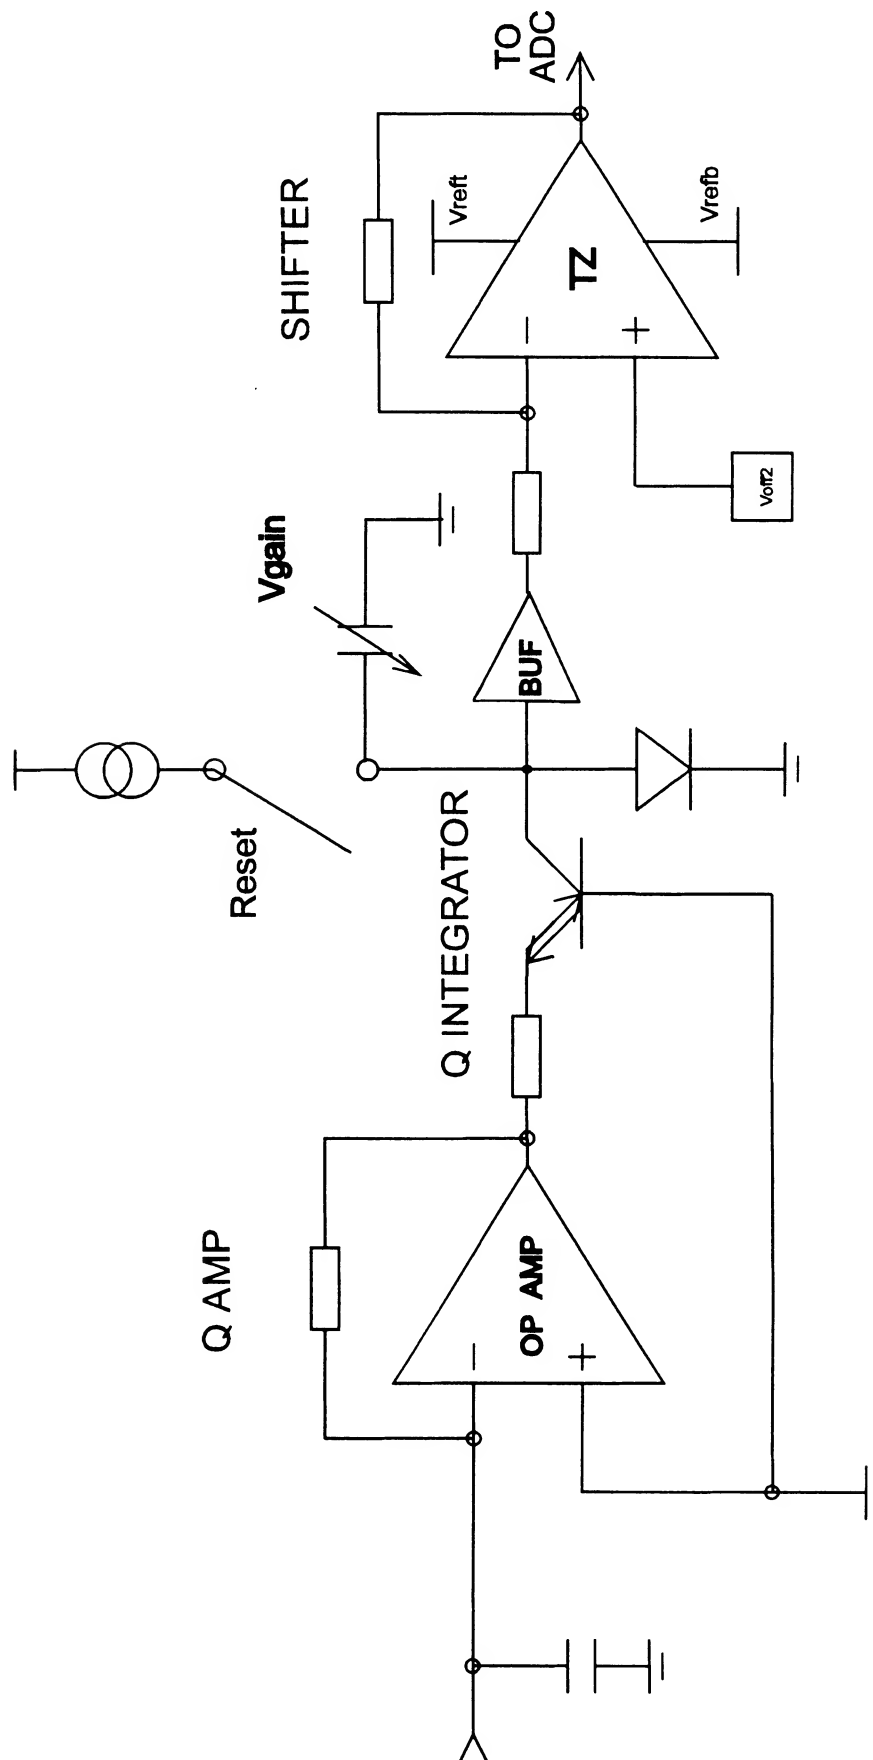 Q AMP
OP AMP
−
+
Q INTEGRATOR
Reset
Vgain
BUF
SHIFTER
TZ
−
+
Vreft
Vrefb
Voff2
TO
ADC